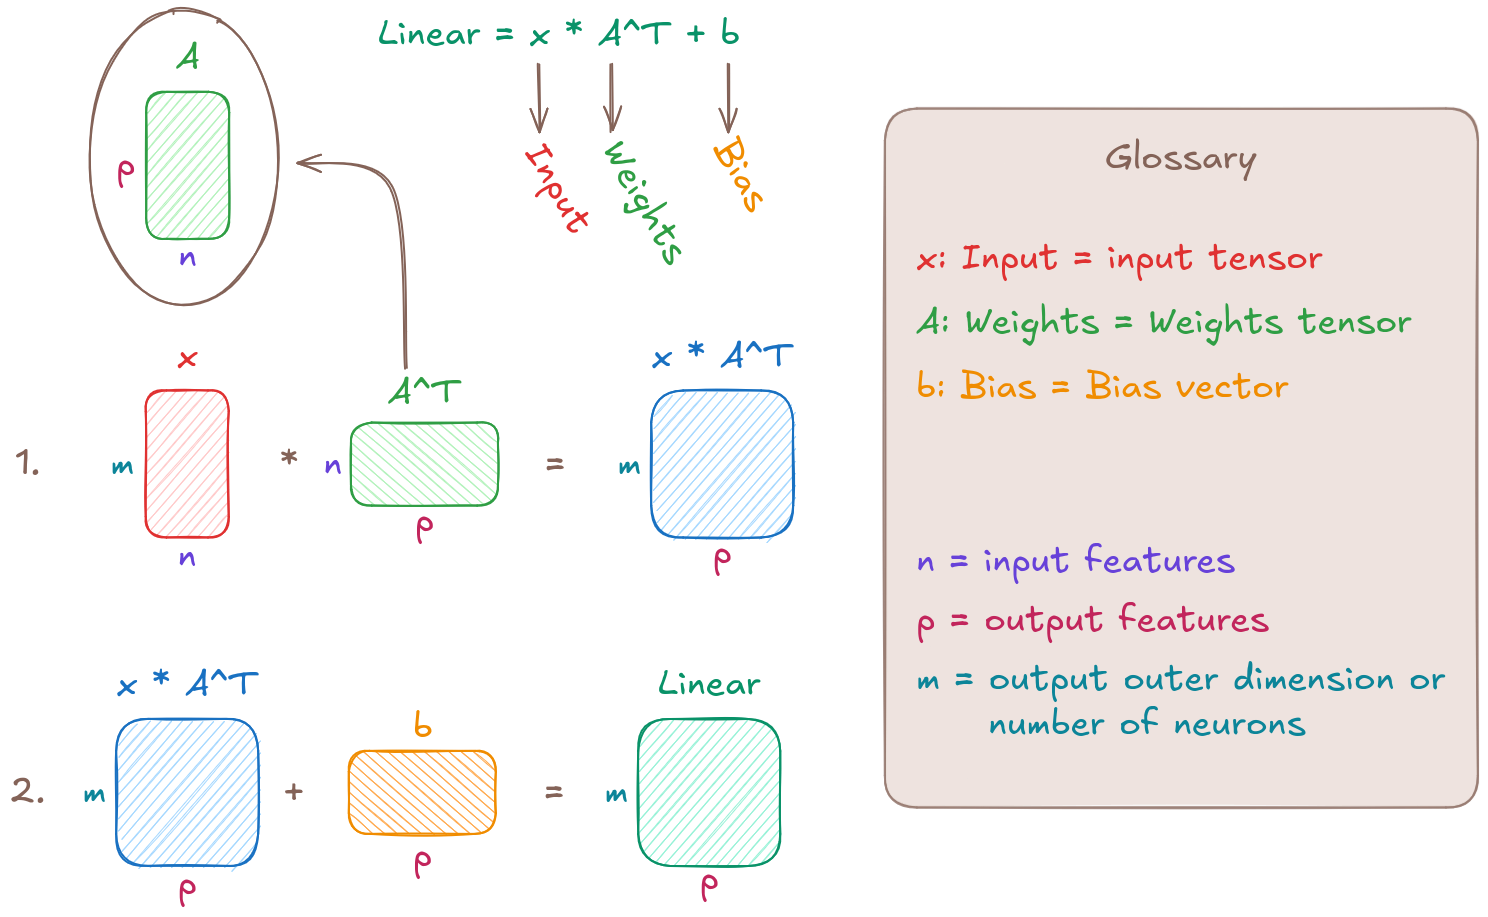 A
p
n
Linear = x * A^T + b
Input
Weights
Bias
x
A^T
x * A^T
1.
m
*
n
=
m
n
p
p
x * A^T
b
Linear
2.
m
+
=
m
p
p
p
Glossary
x: Input = input tensor
A: Weights = Weights tensor
b: Bias = Bias vector
n = input features
p = output features
m = output outer dimension or
number of neurons